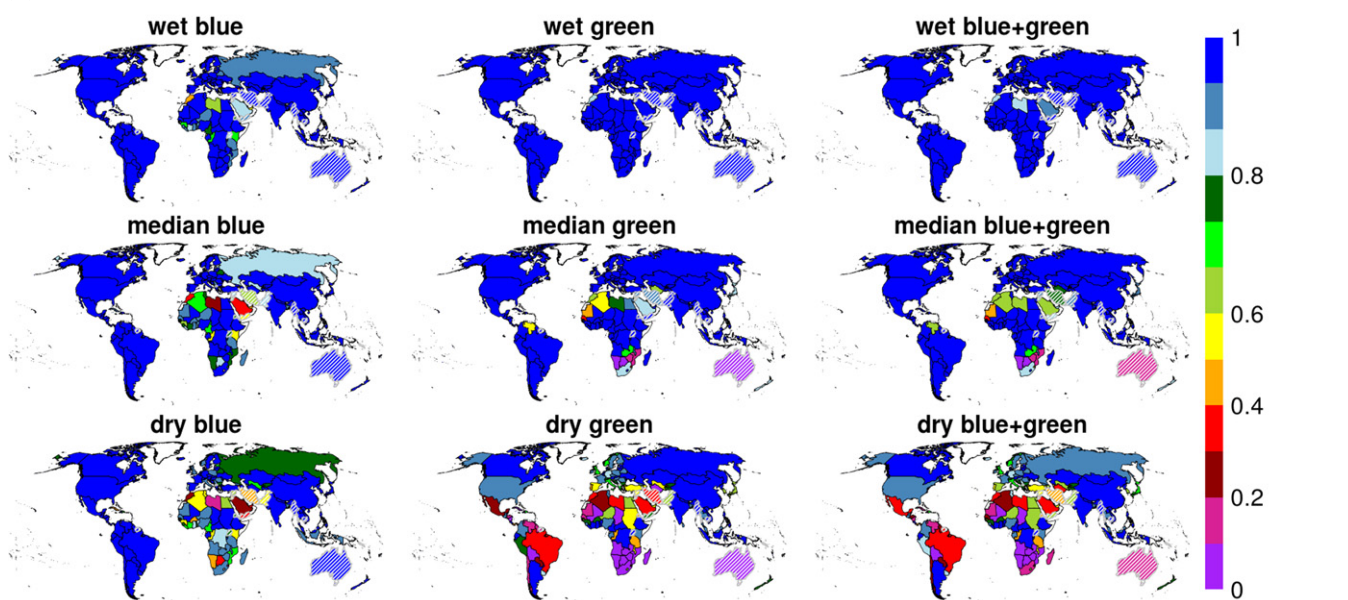 wet blue
wet green
wet blue+green
1
0.8
median blue
median green
median blue+green
0.6
0.4
dry blue
dry green
dry blue+green
0.2
0